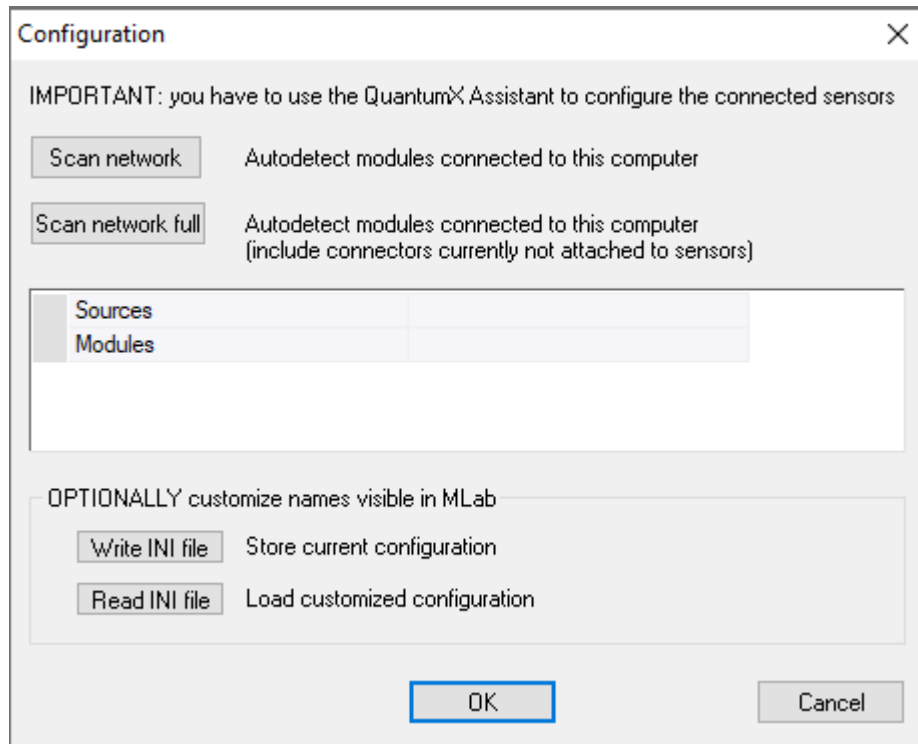 Configuration
IMPORTANT: you have to use the QuantumX Assistant to configure the connected sensors
Scan network Autodetect modules connected to this computer
Scan network full Autodetect modules connected to this computer
(include connectors currently not attached to sensors)
Sources
Modules
OPTIONALLY customize names visible in MLab
Write INI file Store current configuration
Read INI file Load customized configuration
OK Cancel